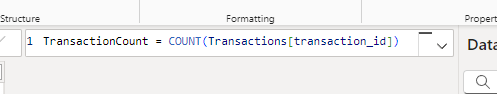 Structure
Formatting
Propert
1 TransactionCount = COUNT(Transactions[transaction_id])
Data